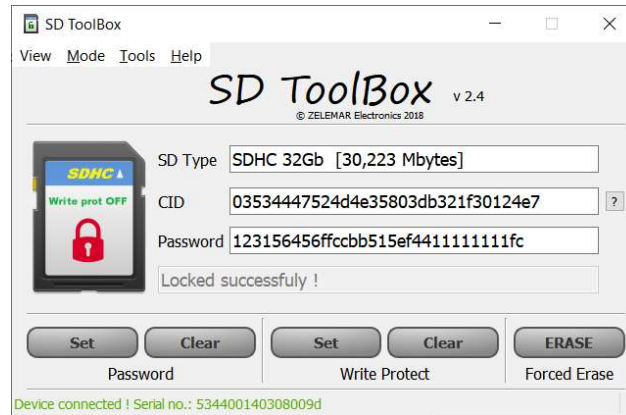 SD ToolBox
View Mode Tools Help
SD ToolBox v 2.4
© ZELEMAR Electronics 2018
SDHC
Write prot OFF
SD Type SDHC 32Gb [30,223 Mbytes]
CID 03534447524d4e35803db321f30124e7 ?
Password 123156456ffccbb515ef4411111111fc
Locked successfuly !
Set Clear Set Clear ERASE
Password Write Protect Forced Erase
Device connected ! Serial no.: 534400140308009d